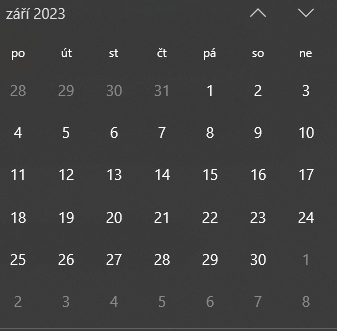 září 2023
po út st čt pá so ne
28 29 30 31 1 2 3
4 5 6 7 8 9 10
11 12 13 14 15 16 17
18 19 20 21 22 23 24
25 26 27 28 29 30 1
2 3 4 5 6 7 8